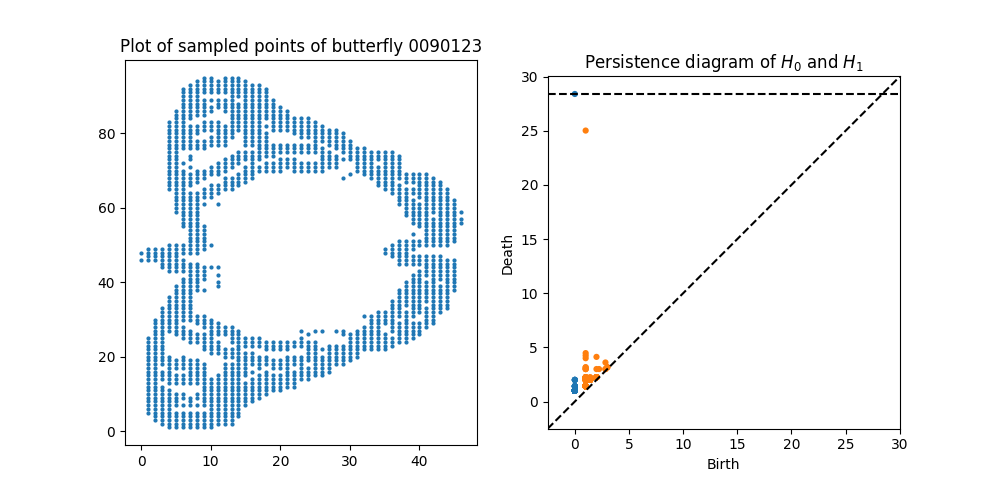 Plot of sampled points of butterfly 0090123
80
60
40
20
0
0 10 20 30 40
Persistence diagram of H₀ and H₁
30
25
20
15
10
5
0
Death
0 5 10 15 20 25 30
Birth